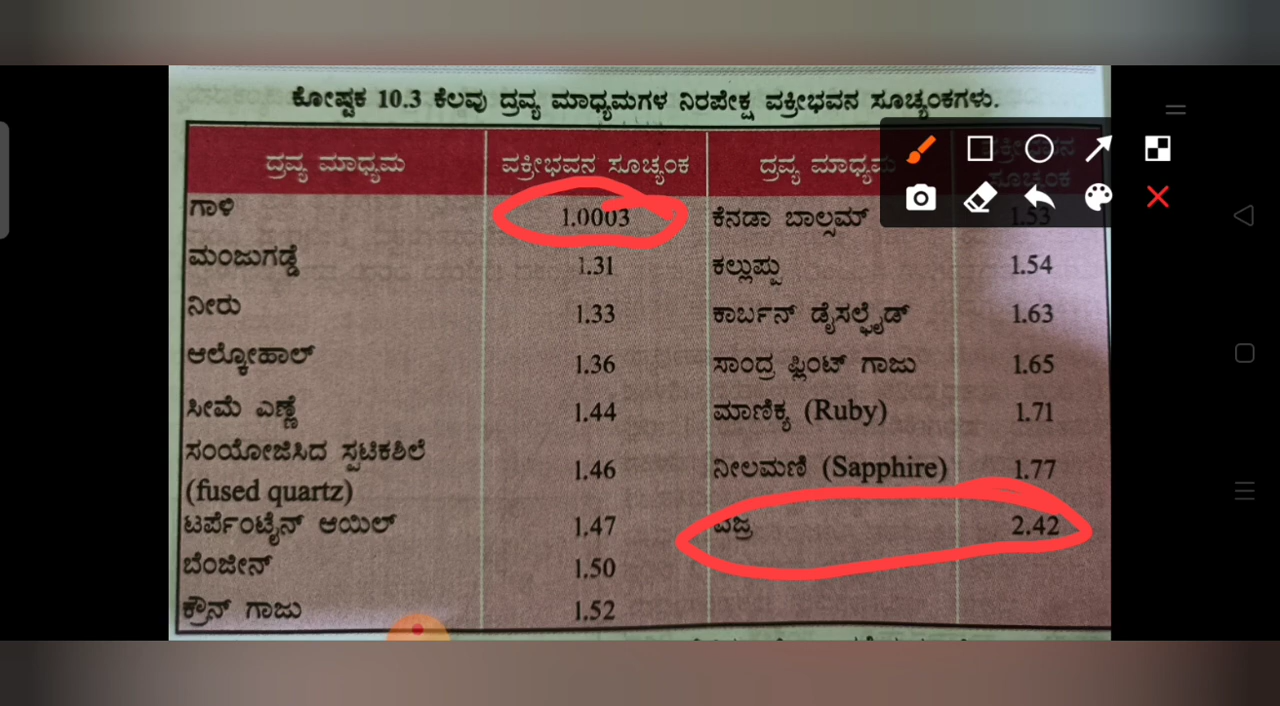 ಕೋಷ್ಟಕ 10.3 ಕೆಲವು ದ್ರವ್ಯ ಮಾಧ್ಯಮಗಳ ನಿರಪೇಕ್ಷ ವಕ್ರೀಭವನ ಸೂಚ್ಯಂಕಗಳು.
ದ್ರವ್ಯ ಮಾಧ್ಯಮ ವಕ್ರೀಭವನ ಸೂಚ್ಯಂಕ ದ್ರವ್ಯ ಮಾಧ್ಯಮ ವಕ್ರೀಭವನ
ಸೂಚ್ಯಂಕ
ಗಾಳಿ 1.0003 ಕೆನಡಾ ಬಾಲ್ಸಮ್ 1.53
ಮಂಜುಗಡ್ಡೆ 1.31 ಕಲ್ಲುಪ್ಪು 1.54
ನೀರು 1.33 ಕಾರ್ಬನ್ ಡೈಸಲ್ಫೈಡ್ 1.63
ಆಲ್ಕೋಹಾಲ್ 1.36 ಸಾಂದ್ರ ಫ್ಲಿಂಟ್ ಗಾಜು 1.65
ಸೀಮೆ ಎಣ್ಣೆ 1.44 ಮಾಣಿಕ್ಯ (Ruby) 1.71
ಸಂಯೋಜಿಸಿದ ಸ್ಪಟಿಕಶಿಲೆ 1.46 ನೀಲಮಣಿ (Sapphire) 1.77
(fused quartz)
ಟರ್ಪೆಂಟೈನ್ ಆಯಿಲ್ 1.47 ವಜ್ರ 2.42
ಬೆಂಜೀನ್ 1.50
ಕ್ರೌನ್ ಗಾಜು 1.52